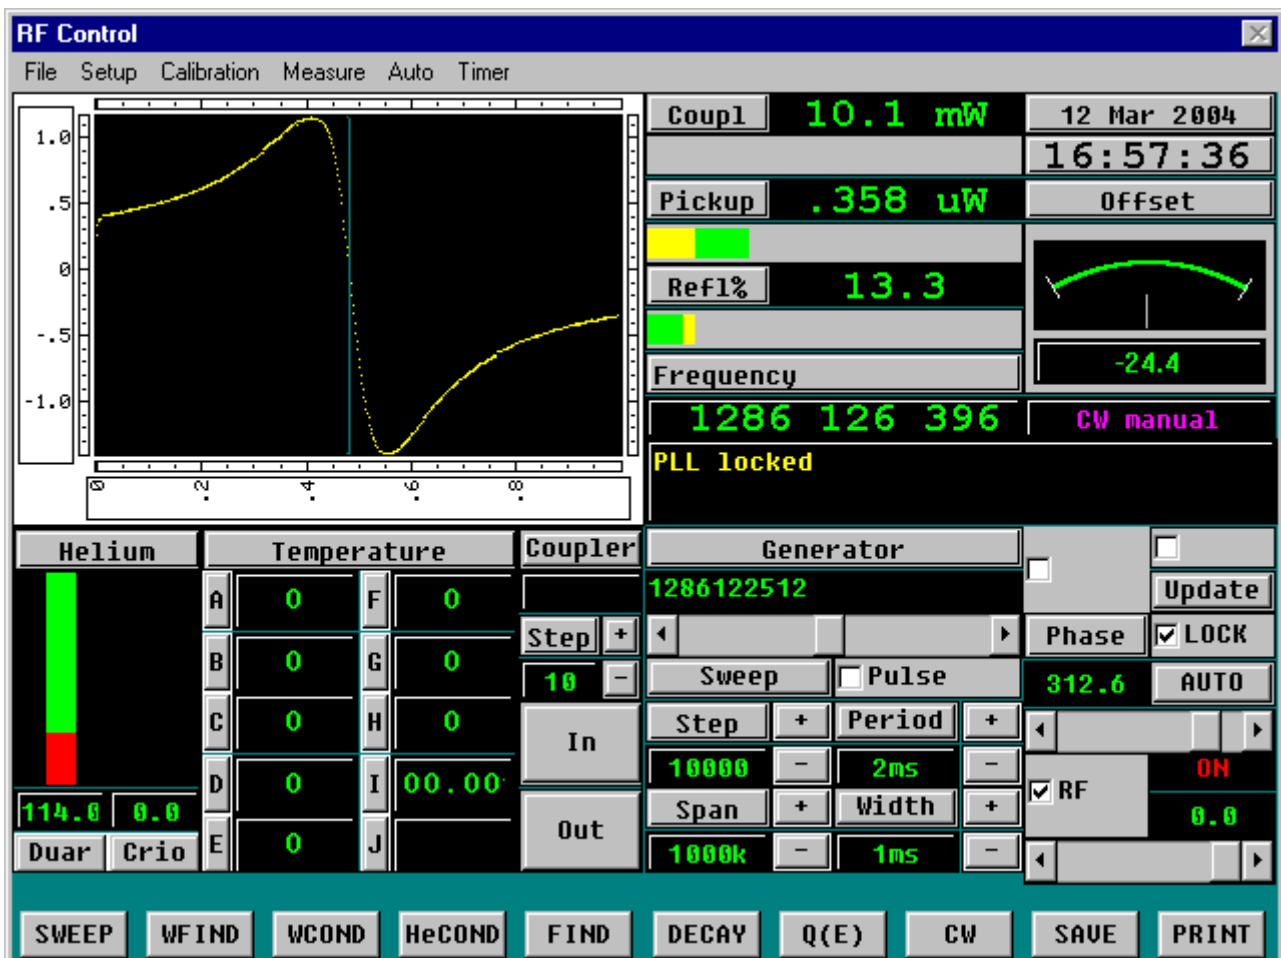 RF Control
File Setup Calibration Measure Auto Timer
1.0
.5
0
-.5
-1.0
0 .2 .4 .6 .8
Coupl 10.1 mW
12 Mar 2004
16:57:36
Pickup .358 uW
Offset
Refl% 13.3
-24.4
Frequency
1286 126 396
CW manual
PLL locked
Helium
114.0 0.0
Duar Crio
Temperature
A 0 F 0
B 0 G 0
C 0 H 0
D 0 I 00.00
E 0 J
Coupler
Step +
10 -
In
Out
Generator
1286122512
Sweep Pulse
Step + Period +
10000 - 2ms -
Span + Width +
1000k - 1ms -
Update
Phase LOCK
312.6 AUTO
RF ON
0.0
SWEEP WFIND WCOND HeCOND FIND DECAY Q(E) CW SAVE PRINT